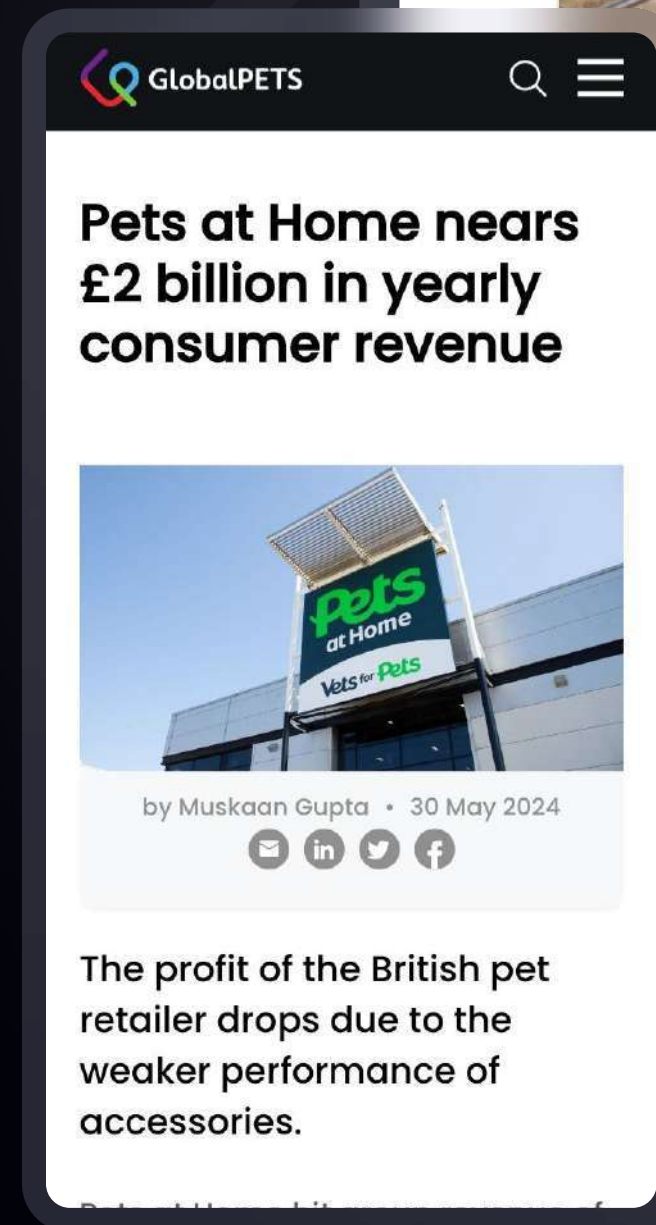 GlobalPETS
Pets at Home nears
£2 billion in yearly
consumer revenue
Pets
at Home
Vets for Pets
by Muskaan Gupta • 30 May 2024
The profit of the British pet
retailer drops due to the
weaker performance of
accessories.